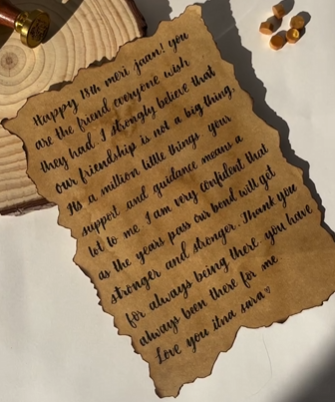 Happy 18th meri jaan! you
are the friend everyone wish
they had. I strongly believe that
our friendship is not a big thing,
Its a million little things your
support and guidance means a
lot to me. I am very confident that
as the years pass our bond will get
stronger and stronger. Thank you
for always being there. you have
always been there for me
Love you itna sara♡